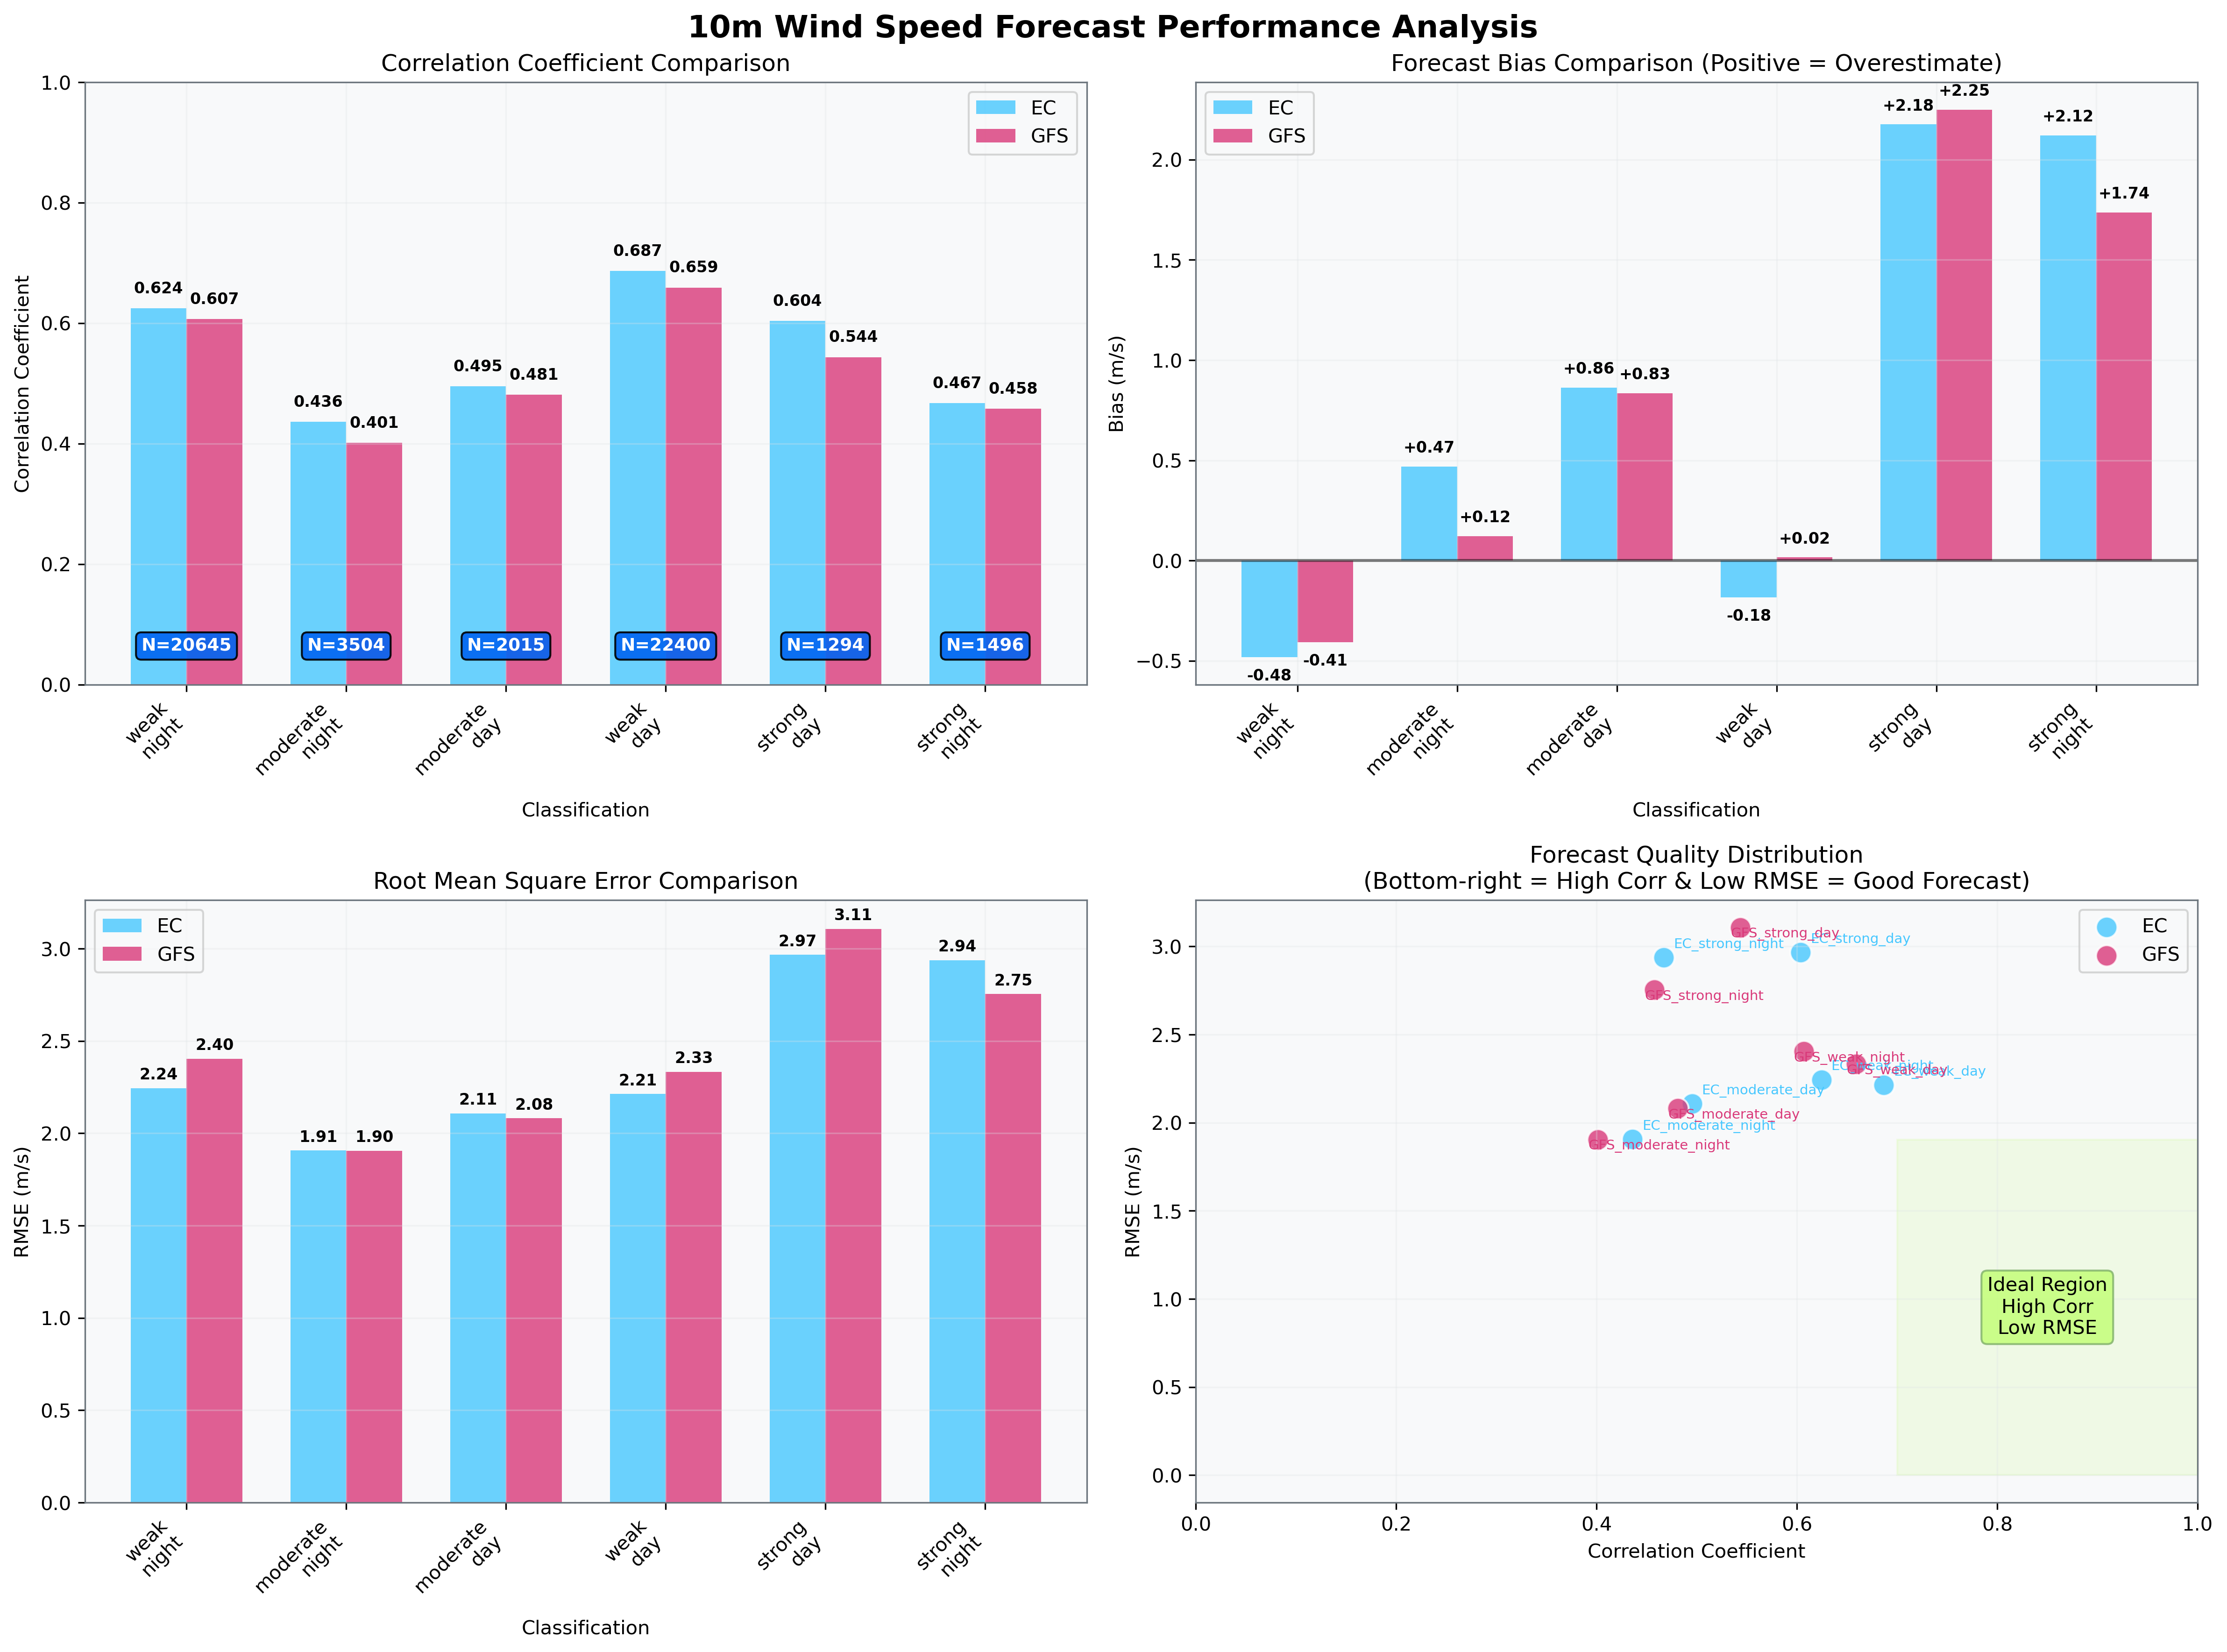 10m Wind Speed Forecast Performance Analysis
Correlation Coefficient Comparison
EC
GFS
Correlation Coefficient
1.0
0.8
0.6
0.4
0.2
0.0
0.624
0.607
0.436
0.401
0.495
0.481
0.687
0.659
0.604
0.544
0.467
0.458
N=20645
N=3504
N=2015
N=22400
N=1294
N=1496
weak
night
moderate
night
moderate
day
weak
day
strong
day
strong
night
Classification
Forecast Bias Comparison (Positive = Overestimate)
EC
GFS
Bias (m/s)
2.0
1.5
1.0
0.5
0.0
−0.5
-0.48
-0.41
+0.47
+0.12
+0.86
+0.83
-0.18
+0.02
+2.18
+2.25
+2.12
+1.74
weak
night
moderate
night
moderate
day
weak
day
strong
day
strong
night
Classification
Root Mean Square Error Comparison
EC
GFS
RMSE (m/s)
3.0
2.5
2.0
1.5
1.0
0.5
0.0
2.24
2.40
1.91
1.90
2.11
2.08
2.21
2.33
2.97
3.11
2.94
2.75
weak
night
moderate
night
moderate
day
weak
day
strong
day
strong
night
Classification
Forecast Quality Distribution
(Bottom-right = High Corr & Low RMSE = Good Forecast)
EC
GFS
RMSE (m/s)
3.0
2.5
2.0
1.5
1.0
0.5
0.0
GFS_strong_day
EC_strong_night
EC_strong_day
GFS_strong_night
GFS_weak_night
EC_weak_night
GFS_weak_day
EC_weak_day
EC_moderate_day
GFS_moderate_day
EC_moderate_night
GFS_moderate_night
Ideal Region
High Corr
Low RMSE
0.0
0.2
0.4
0.6
0.8
1.0
Correlation Coefficient